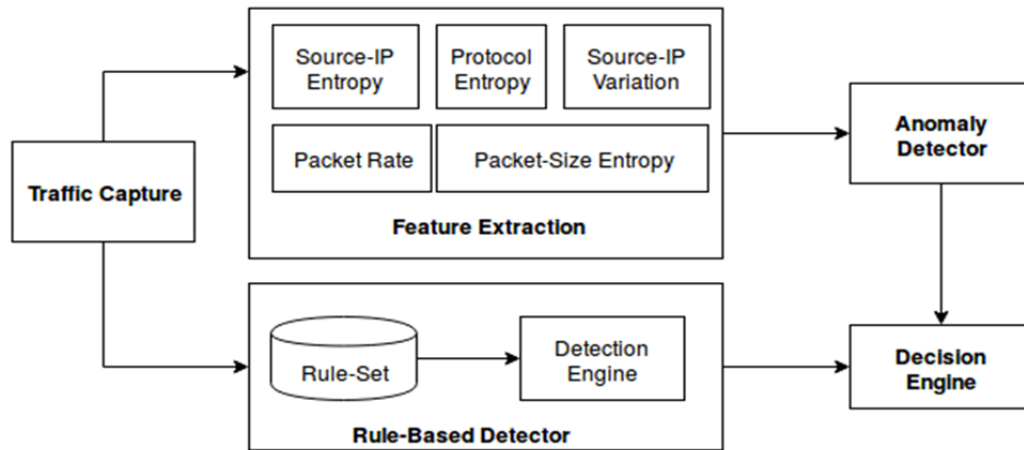 Source-IP
Entropy
Protocol
Entropy
Source-IP
Variation
Packet Rate
Packet-Size Entropy
Feature Extraction
Traffic Capture
Anomaly
Detector
Rule-Set
Detection
Engine
Rule-Based Detector
Decision
Engine